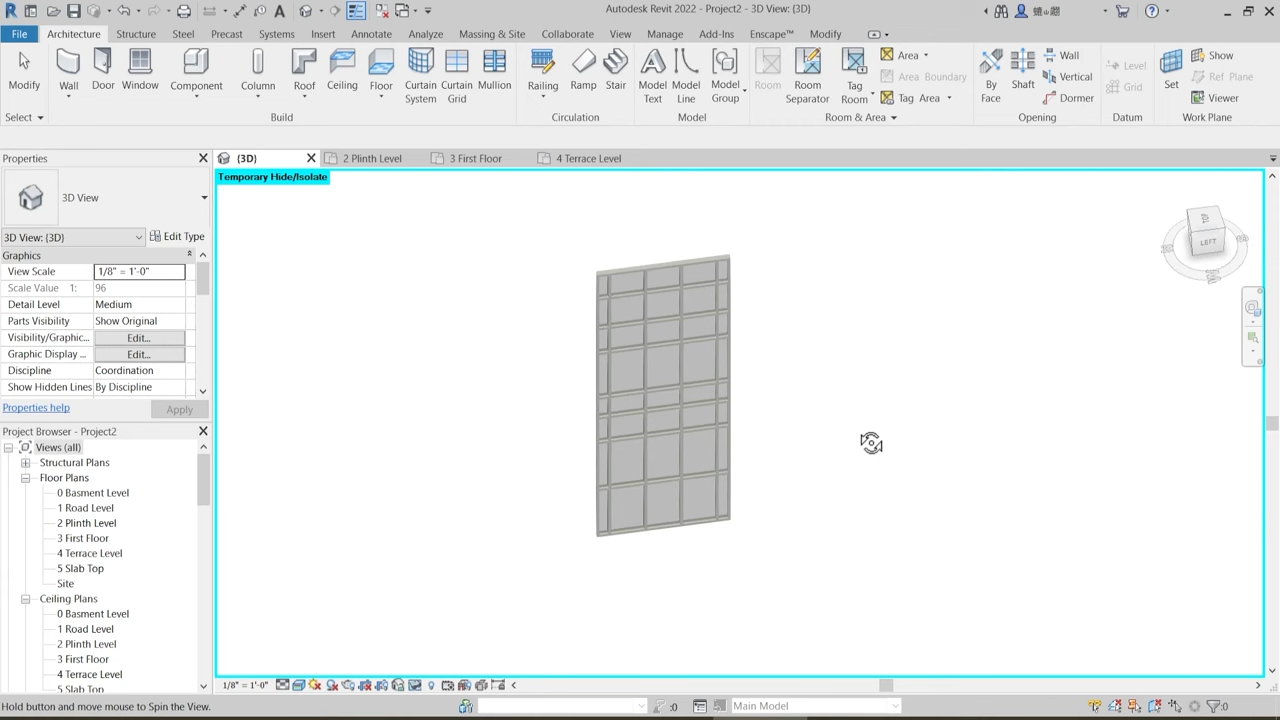 Autodesk Revit 2022 - Project2 - 3D View: {3D}
File Architecture Structure Steel Precast Systems Insert Annotate Analyze Massing & Site Collaborate View Manage Add-Ins Enscape™ Modify
Modify Wall Door Window Component Column Roof Ceiling Floor Curtain System Curtain Grid Mullion Railing Ramp Stair Model Text Model Line Model Group Room Room Separator Tag Room Area Area Boundary Tag Area By Face Shaft Wall Vertical Dormer Level Grid Set Show Ref Plane Viewer
Select Build Circulation Model Room & Area Opening Datum Work Plane
Properties
{3D} 2 Plinth Level 3 First Floor 4 Terrace Level
Temporary Hide/Isolate
3D View
3D View: {3D} Edit Type
Graphics
View Scale 1/8" = 1'-0"
Scale Value 1: 96
Detail Level Medium
Parts Visibility Show Original
Visibility/Graphic... Edit...
Graphic Display ... Edit...
Discipline Coordination
Show Hidden Lines By Discipline
Properties help Apply
Project Browser - Project2
Views (all)
Structural Plans
Floor Plans
0 Basment Level
1 Road Level
2 Plinth Level
3 First Floor
4 Terrace Level
5 Slab Top
Site
Ceiling Plans
0 Basment Level
1 Road Level
2 Plinth Level
3 First Floor
4 Terrace Level
5 Slab Top
LEFT
1/8" = 1'-0"
Hold button and move mouse to Spin the View. :0 Main Model :0